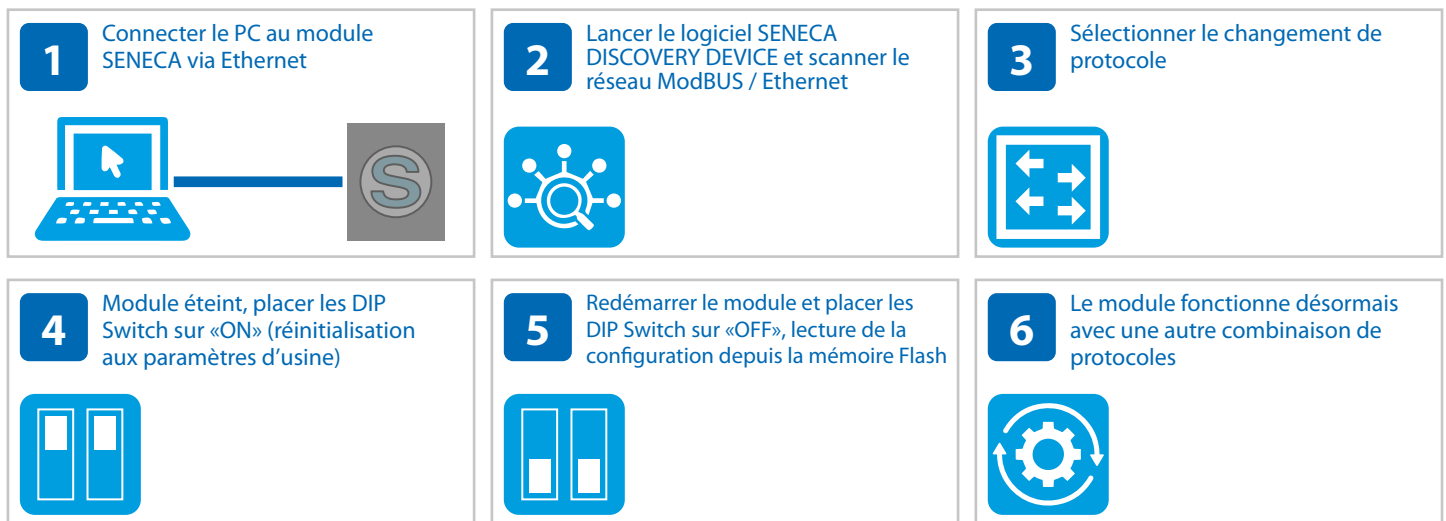 1
Connecter le PC au module
SENECA via Ethernet
S
2
Lancer le logiciel SENECA
DISCOVERY DEVICE et scanner le
réseau ModBUS / Ethernet
3
Sélectionner le changement de
protocole
4
Module éteint, placer les DIP
Switch sur «ON» (réinitialisation
aux paramètres d’usine)
5
Redémarrer le module et placer les
DIP Switch sur «OFF», lecture de la
configuration depuis la mémoire Flash
6
Le module fonctionne désormais
avec une autre combinaison de
protocoles